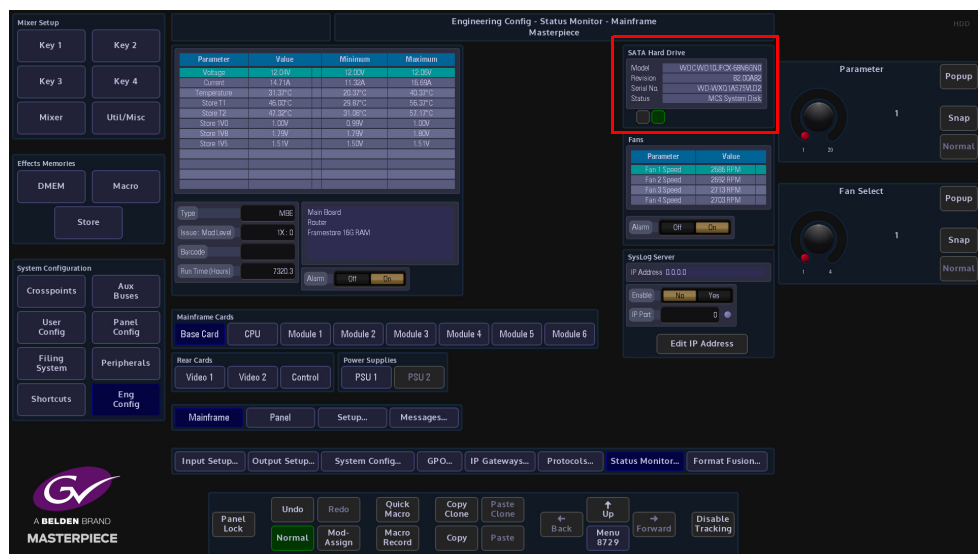 Mixer Setup
Key 1 Key 2
Key 3 Key 4
Mixer Util/Misc
Effects Memories
DMEM Macro
Store
System Configuration
Crosspoints Aux Buses
User Config Panel Config
Filing System Peripherals
Shortcuts Eng Config
GV
A BELDEN BRAND
MASTERPIECE
Engineering Config - Status Monitor - Mainframe
Masterpiece
HDD
Parameter Value Minimum Maximum
Voltage 12.04V 12.00V 12.06V
Current 14.71A 11.32A 16.69A
Temperature 31.37°C 20.37°C 40.37°C
Store T1 46.00°C 29.87°C 56.37°C
Store T2 47.32°C 31.06°C 57.17°C
Store 1V0 1.00V 0.99V 1.00V
Store 1V8 1.79V 1.79V 1.80V
Store 1V5 1.51V 1.50V 1.51V
Type MBE
Issue : Mod Level 1X : 0
Barcode
Run Time (Hours) 7320.3
Main Board
Router
Framestore 16G RAM
Alarm Off On
Mainframe Cards
Base Card CPU Module 1 Module 2 Module 3 Module 4 Module 5 Module 6
Rear Cards
Video 1 Video 2 Control
Power Supplies
PSU 1 PSU 2
Mainframe Panel Setup... Messages...
Input Setup... Output Setup... System Config... GPO... IP Gateways... Protocols... Status Monitor... Format Fusion...
SATA Hard Drive
Model
Revision 82.00A82
Serial No.
Status MCS System Disk
Fans
Parameter Value
Fan 1 Speed 2686 RPM
Fan 2 Speed 2692 RPM
Fan 3 Speed 2713 RPM
Fan 4 Speed 2703 RPM
Alarm Off On
SysLog Server
IP Address 0.0.0.0
Enable No Yes
IP Port 0
Edit IP Address
Parameter
1
1 20
Popup
Snap
Normal
Fan Select
1
1 4
Popup
Snap
Normal
Panel Lock
Undo Redo
Normal Mod-Assign
Quick Macro
Macro Record
Copy Clone Paste Clone
Copy Paste
← Back
↑ Up
Menu 8729
→ Forward
Disable Tracking